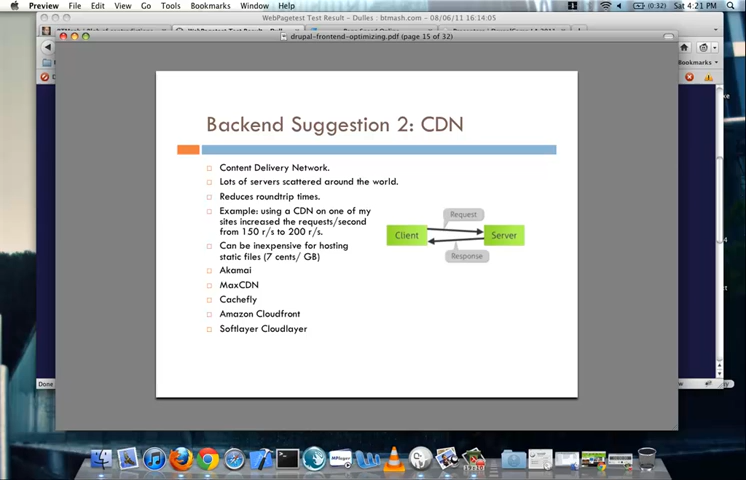 Preview File Edit View Go Tools Bookmarks Window Help
(0:32) Sat 4:21 PM
WebPagetest Test Result - Dulles : btmash.com - 08/06/11 16:14:05
drupal-frontend-optimizing.pdf (page 15 of 32)
Bookmarks
Backend Suggestion 2: CDN
Content Delivery Network.
Lots of servers scattered around the world.
Reduces roundtrip times.
Example: using a CDN on one of my
sites increased the requests/second
from 150 r/s to 200 r/s.
Can be inexpensive for hosting
static files (7 cents/ GB)
Akamai
MaxCDN
Cachefly
Amazon Cloudfront
Softlayer Cloudlayer
Request
Client
Server
Response
Done